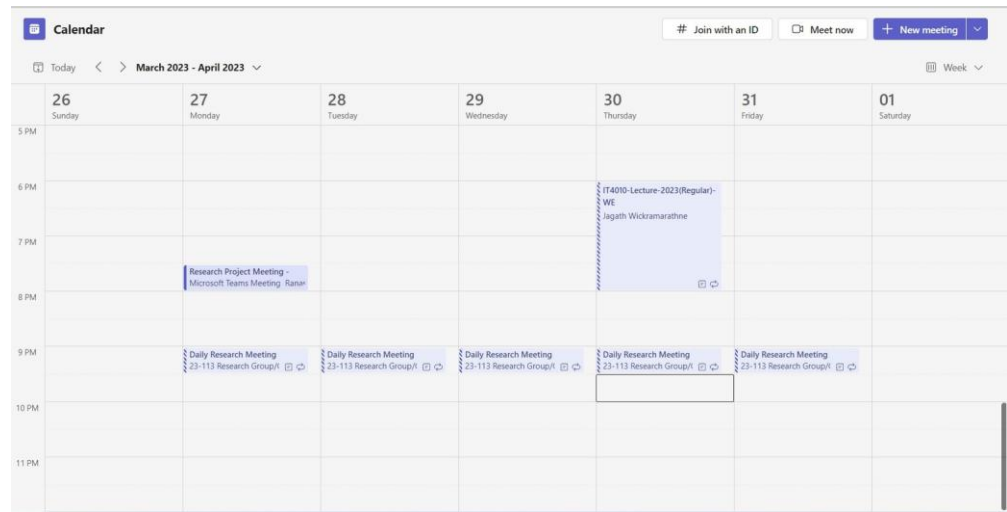 Calendar
# Join with an ID
Meet now
+ New meeting
Today
March 2023 - April 2023
Week
26
Sunday
27
Monday
28
Tuesday
29
Wednesday
30
Thursday
31
Friday
01
Saturday
5 PM
6 PM
IT4010-Lecture-2023(Regular)-
WE
Jagath Wickramarathne
7 PM
Research Project Meeting -
Microsoft Teams Meeting
8 PM
9 PM
Daily Research Meeting
23-113 Research Group/
Daily Research Meeting
23-113 Research Group/
Daily Research Meeting
23-113 Research Group/
Daily Research Meeting
23-113 Research Group/
Daily Research Meeting
23-113 Research Group/
10 PM
11 PM